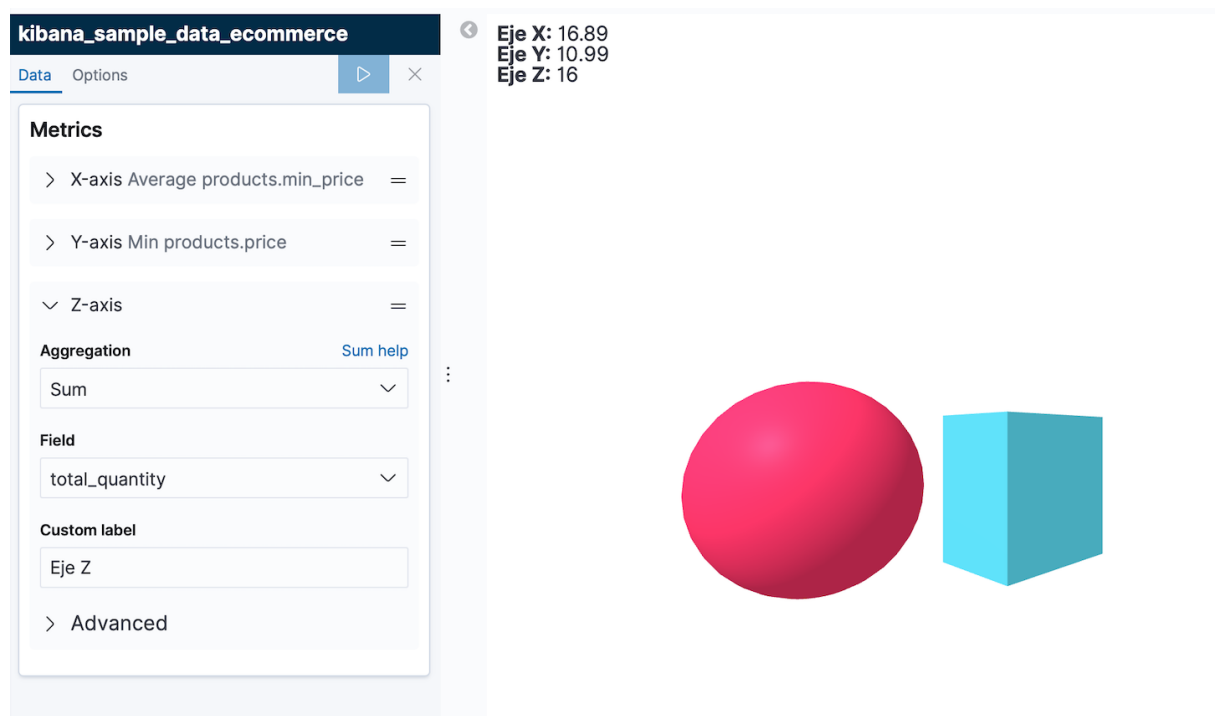 kibana_sample_data_ecommerce
Data Options
Metrics
X-axis Average products.min_price
Y-axis Min products.price
Z-axis
Aggregation Sum help
Sum
Field
total_quantity
Custom label
Eje Z
Advanced
Eje X: 16.89
Eje Y: 10.99
Eje Z: 16